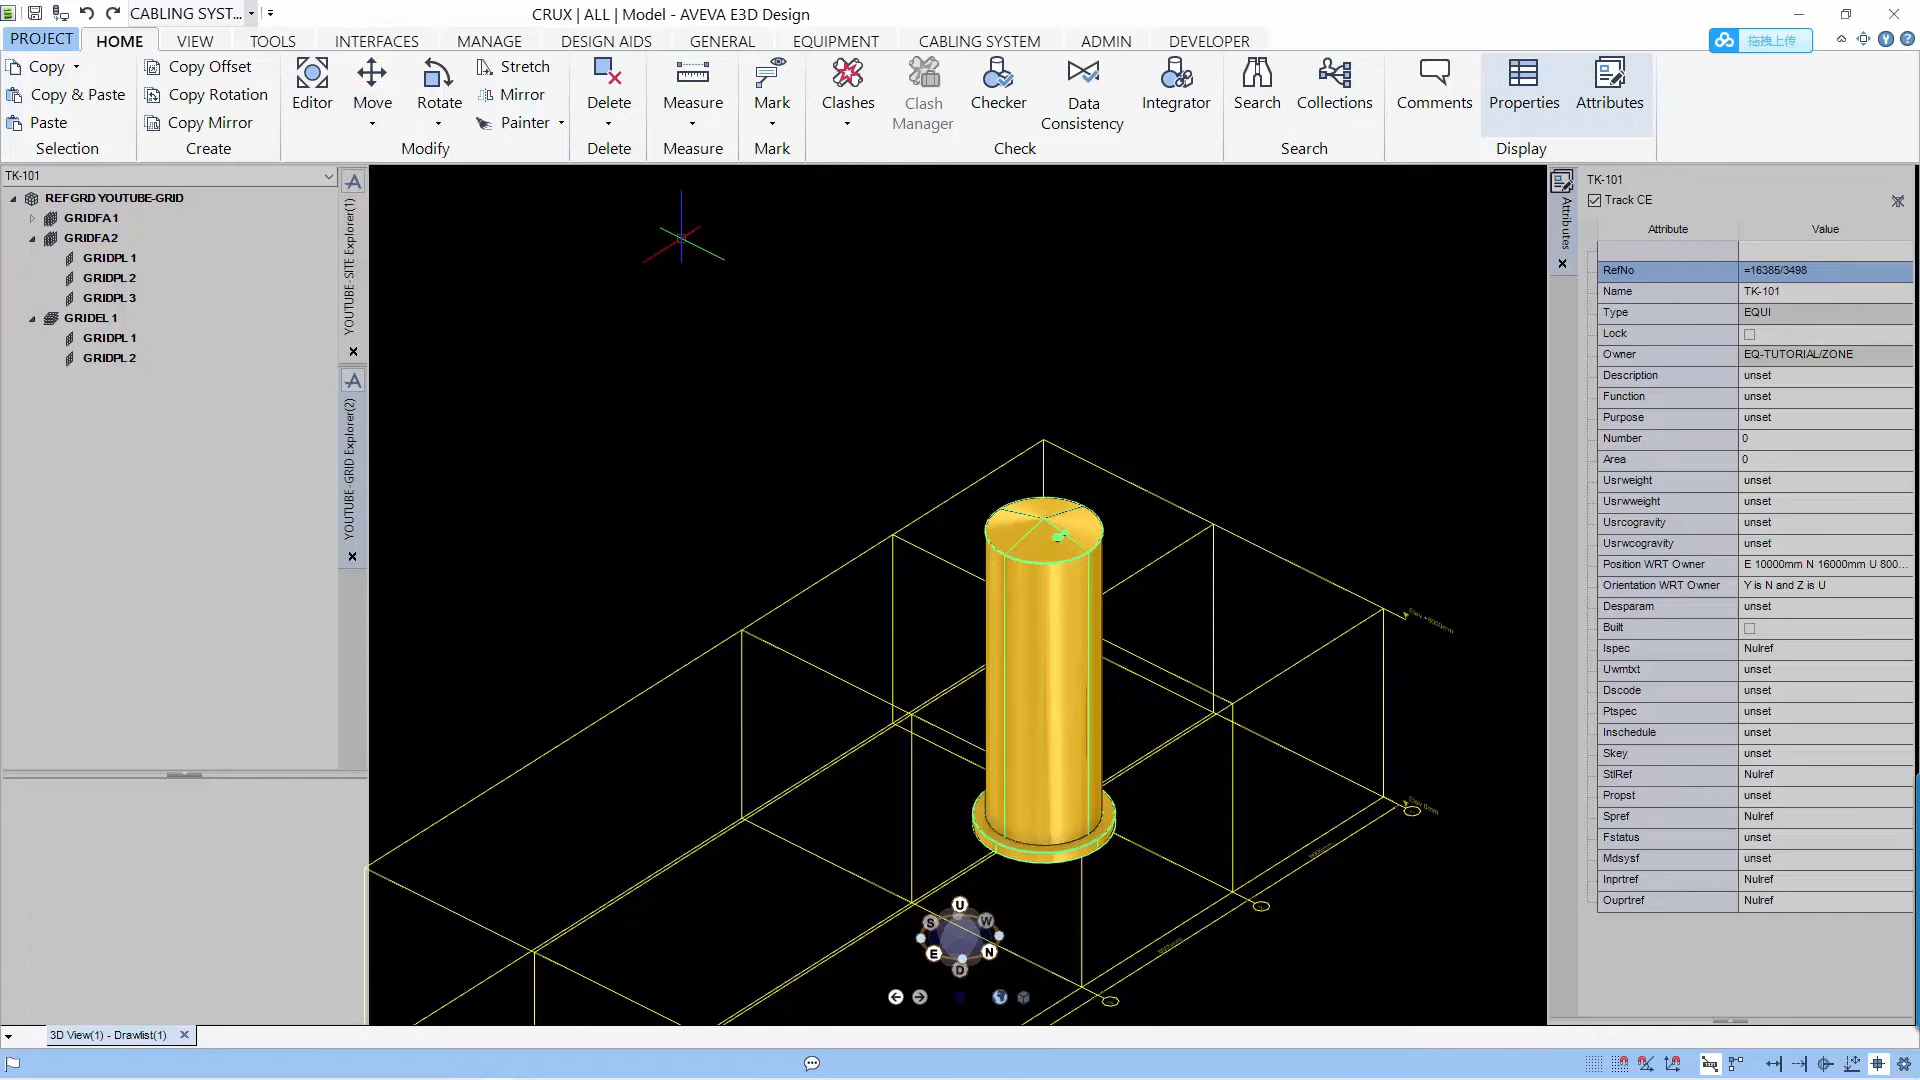 CABLING SYST...
CRUX | ALL | Model - AVEVA E3D Design
PROJECT
HOME
VIEW
TOOLS
INTERFACES
MANAGE
DESIGN AIDS
GENERAL
EQUIPMENT
CABLING SYSTEM
ADMIN
DEVELOPER
拖拽上传
Copy
Copy & Paste
Paste
Selection
Copy Offset
Copy Rotation
Copy Mirror
Create
Editor
Move
Rotate
Stretch
Mirror
Painter
Modify
Delete
Delete
Measure
Measure
Mark
Mark
Clashes
Clash
Manager
Checker
Data
Consistency
Integrator
Check
Search
Collections
Search
Comments
Properties
Attributes
Display
TK-101
REFGRD YOUTUBE-GRID
GRIDFA 1
GRIDFA 2
GRIDPL 1
GRIDPL 2
GRIDPL 3
GRIDEL 1
GRIDPL 1
GRIDPL 2
YOUTUBE-SITE Explorer(1)
YOUTUBE-GRID Explorer(2)
U
S
W
E
N
D
Attributes
TK-101
Track CE
Attribute Value
RefNo =16385/3498
Name TK-101
Type EQUI
Lock
Owner EQ-TUTORIAL/ZONE
Description unset
Function unset
Purpose unset
Number 0
Area 0
Usrweight unset
Usrwweight unset
Usrcogravity unset
Usrwcogravity unset
Position WRT Owner E 10000mm N 16000mm U 800...
Orientation WRT Owner Y is N and Z is U
Desparam unset
Built
Ispec Nulref
Uwmtxt unset
Dscode unset
Ptspec unset
Inschedule unset
Skey unset
StlRef Nulref
Propst unset
Spref Nulref
Fstatus unset
Mdsysf unset
Inprtref Nulref
Ouprtref Nulref
3D View(1) - Drawlist(1)